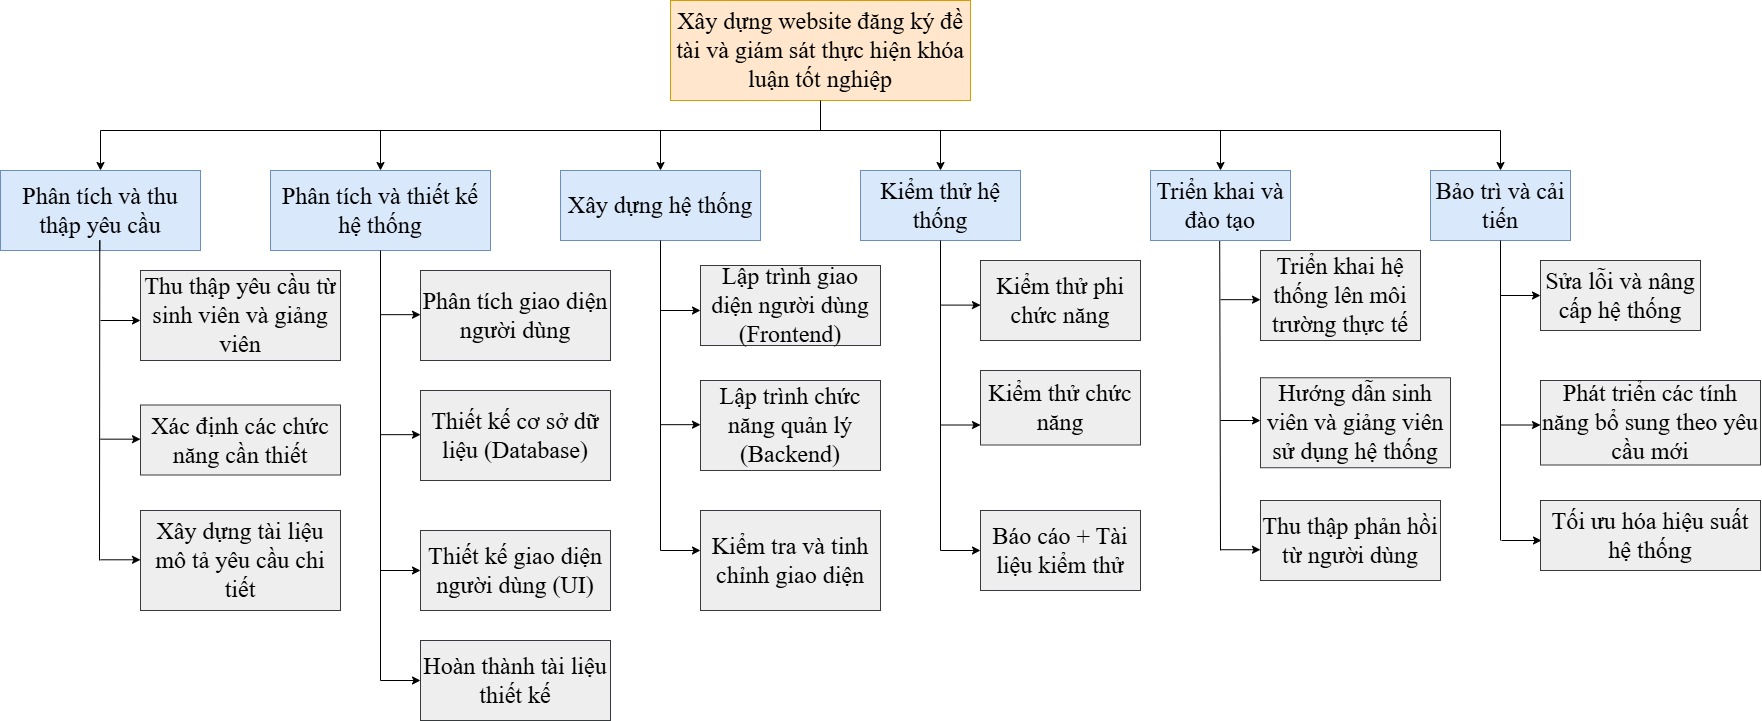 Xây dựng website đăng ký đề
tài và giám sát thực hiện khóa
luận tốt nghiệp
Phân tích và thu
thập yêu cầu
Thu thập yêu cầu từ
sinh viên và giảng
viên
Xác định các chức
năng cần thiết
Xây dựng tài liệu
mô tả yêu cầu chi
tiết
Phân tích và thiết kế
hệ thống
Phân tích giao diện
người dùng
Thiết kế cơ sở dữ
liệu (Database)
Thiết kế giao diện
người dùng (UI)
Hoàn thành tài liệu
thiết kế
Xây dựng hệ thống
Lập trình giao
diện người dùng
(Frontend)
Lập trình chức
năng quản lý
(Backend)
Kiểm tra và tinh
chỉnh giao diện
Kiểm thử hệ
thống
Kiểm thử phi
chức năng
Kiểm thử chức
năng
Báo cáo + Tài
liệu kiểm thử
Triển khai và
đào tạo
Triển khai hệ
thống lên môi
trường thực tế
Hướng dẫn sinh
viên và giảng viên
sử dụng hệ thống
Thu thập phản hồi
từ người dùng
Bảo trì và cải
tiến
Sửa lỗi và nâng
cấp hệ thống
Phát triển các tính
năng bổ sung theo yêu
cầu mới
Tối ưu hóa hiệu suất
hệ thống